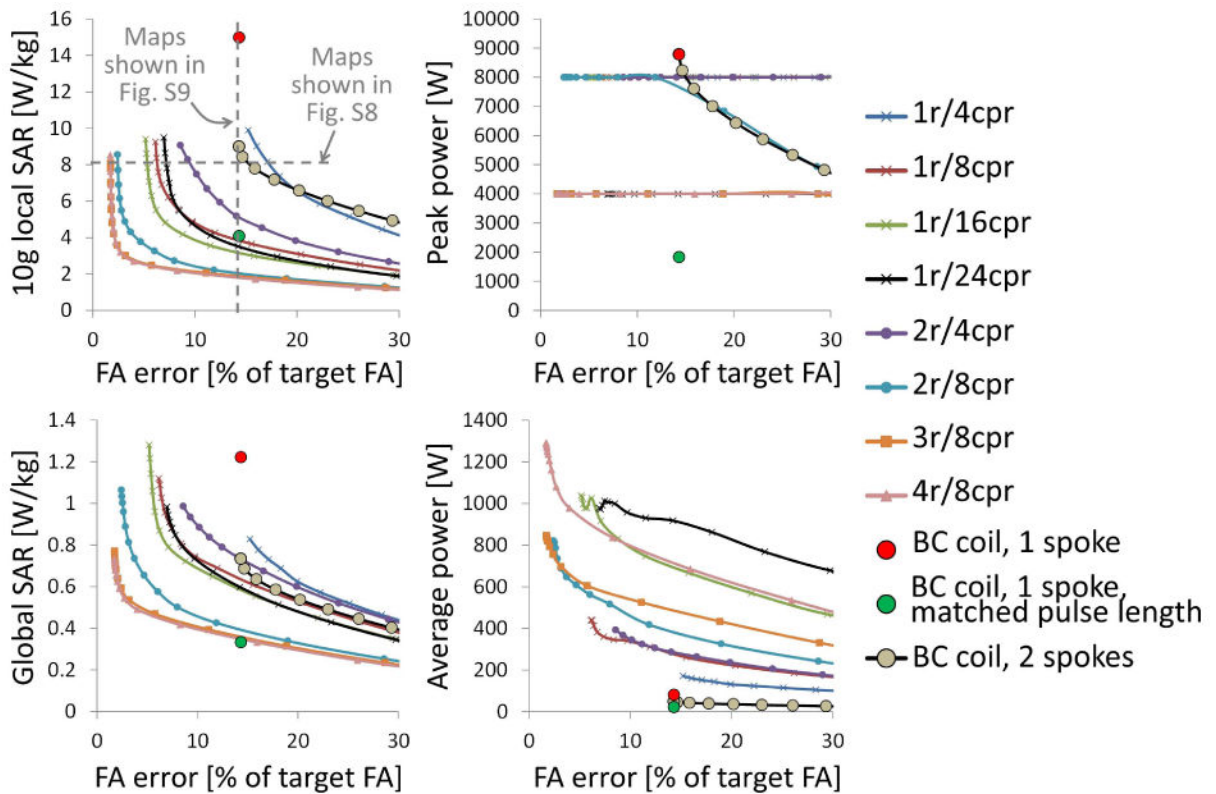 16
14
12
10
8
6
4
2
0
10g local SAR [W/kg]
Maps
shown in
Fig. S9
Maps
shown in
Fig. S8
0
10
20
30
FA error [% of target FA]
10000
9000
8000
7000
6000
5000
4000
3000
2000
1000
0
Peak power [W]
0
10
20
30
FA error [% of target FA]
1.4
1.2
1
0.8
0.6
0.4
0.2
0
Global SAR [W/kg]
0
10
20
30
FA error [% of target FA]
1400
1200
1000
800
600
400
200
0
Average power [W]
0
10
20
30
FA error [% of target FA]
1r/4cpr
1r/8cpr
1r/16cpr
1r/24cpr
2r/4cpr
2r/8cpr
3r/8cpr
4r/8cpr
BC coil, 1 spoke
BC coil, 1 spoke,
matched pulse length
BC coil, 2 spokes